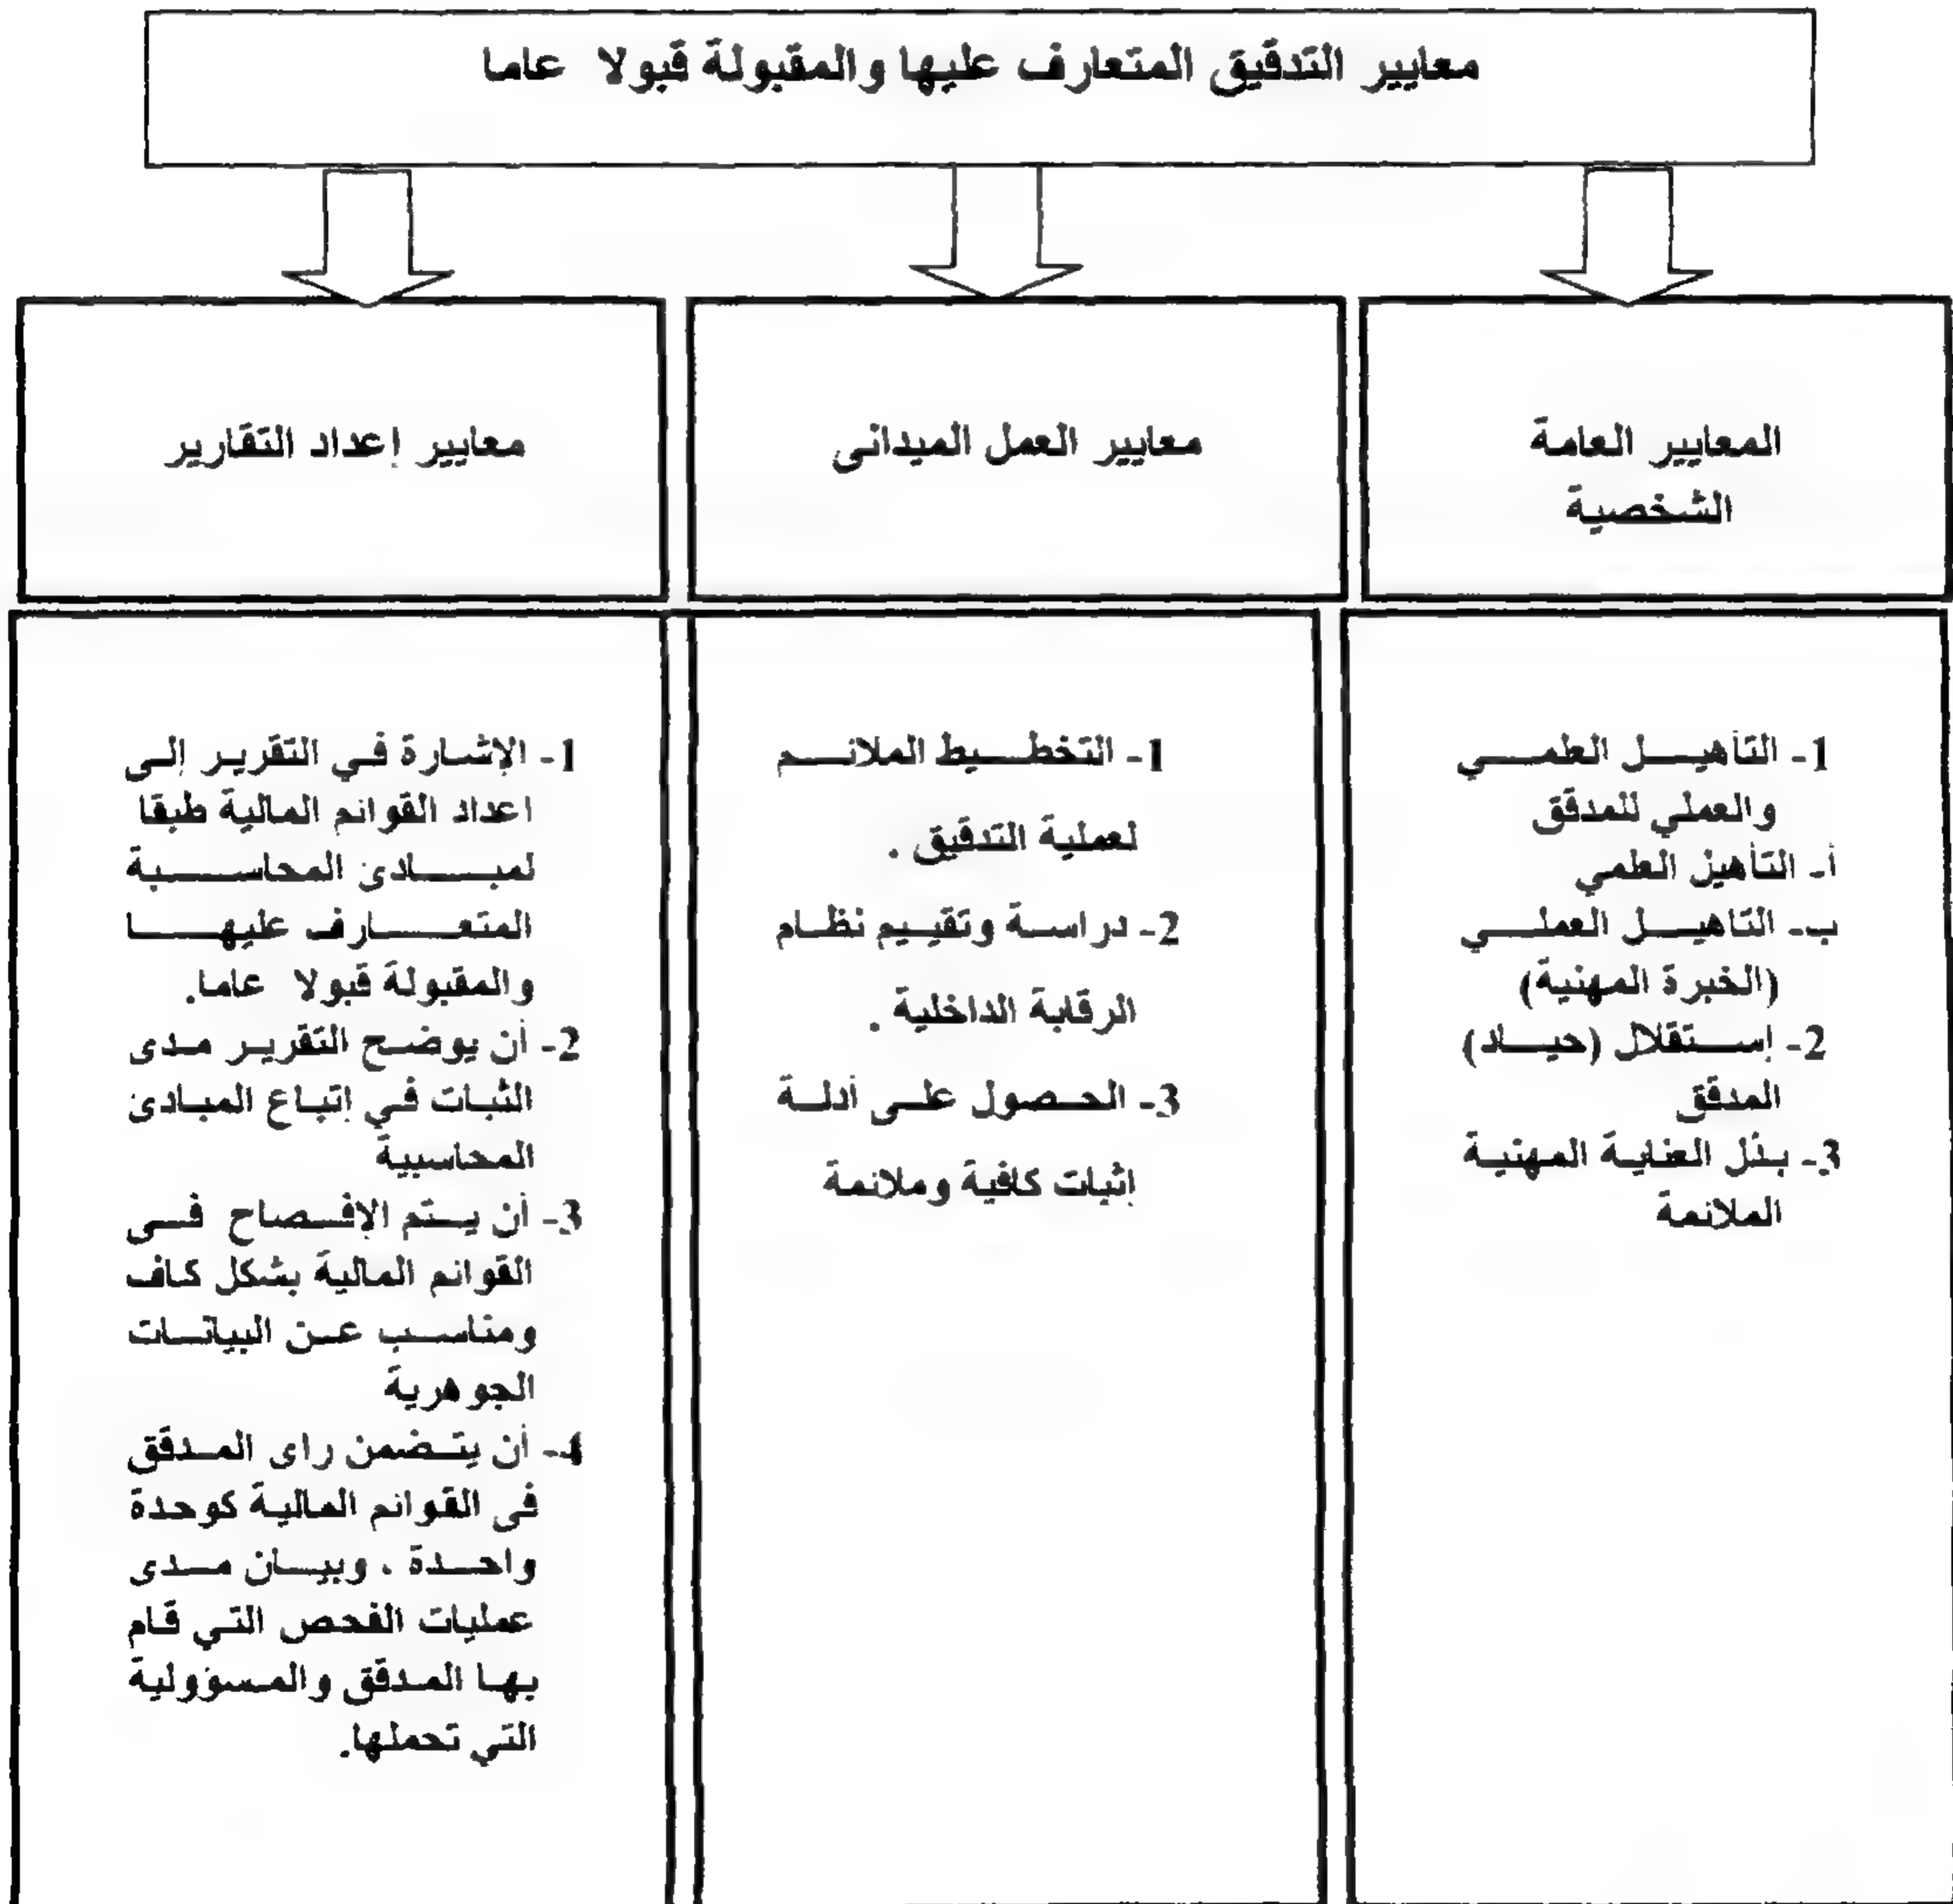 معايير التدقيق المتعارف عليها والمقبولة قبولا عاما
المعايير العامة
الشخصية
معايير العمل الميدانى
معايير إعداد التقارير
1- التأهيل العلمي
والعملي للمدقق
أ- التأهيل العلمي
ب- التاهيل العملي
(الخبرة المهنية)
2- إستقلال (حياد)
المدقق
3- بذل العناية المهنية
الملائمة
1- التخطيط الملائم
لعملية التدقيق .
2- دراسة وتقييم نظام
الرقابة الداخلية .
3- الحصول على أدلة
إثبات كافية وملائمة
1- الإشارة في التقرير إلى
اعداد القوائم المالية طبقا
لمبادئ المحاسبة
المتعارف عليها
والمقبولة قبولا عاما.
2- أن يوضح التقرير مدى
الثبات في إتباع المبادئ
المحاسبية
3- أن يتم الإفصاح فى
القوائم المالية بشكل كاف
ومناسب عن البيانات
الجوهرية
4- أن يتضمن راى المدقق
فى القوائم المالية كوحدة
واحدة ، وبيان مدى
عمليات الفحص التي قام
بها المدقق والمسؤولية
التي تحملها.